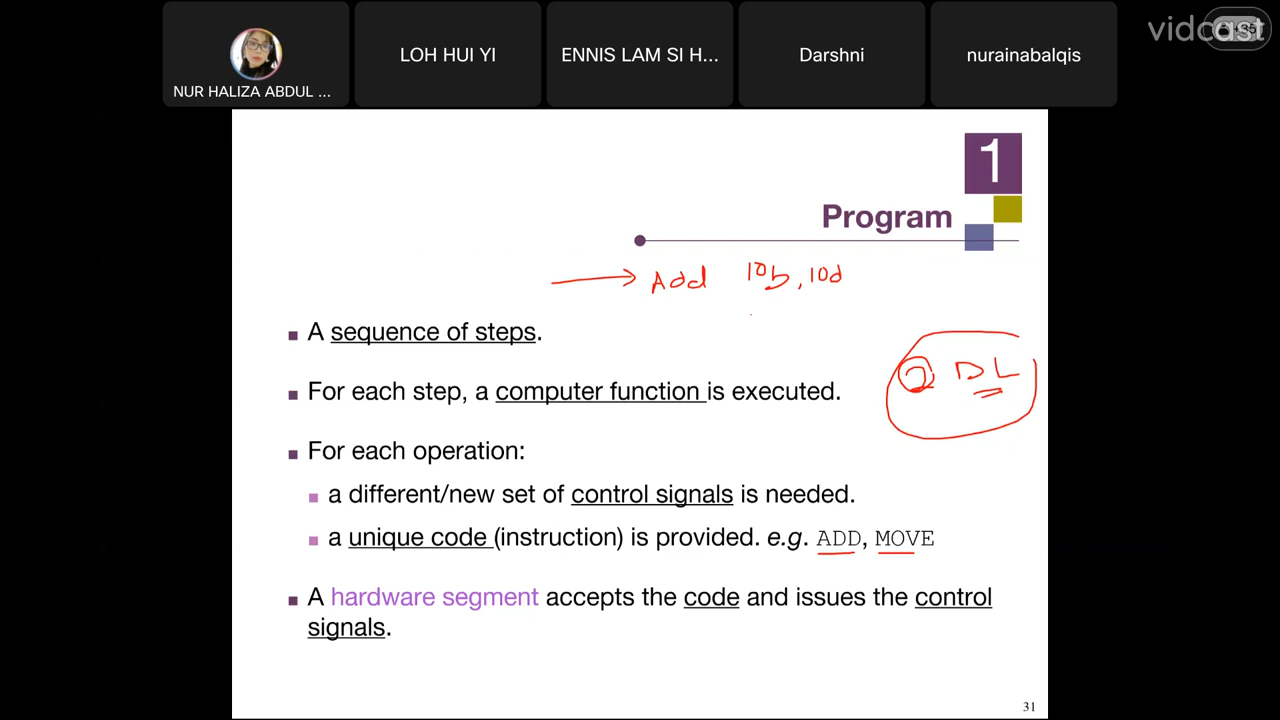 vidcast
NUR HALIZA ABDUL ...
LOH HUI YI
ENNIS LAM SI H...
Darshni
nurainabalqis
1
Program
Add 10b, 10d
■ A sequence of steps.
2 DL
■ For each step, a computer function is executed.
■ For each operation:
■ a different/new set of control signals is needed.
■ a unique code (instruction) is provided. e.g. ADD, MOVE
■ A hardware segment accepts the code and issues the control
signals.
31